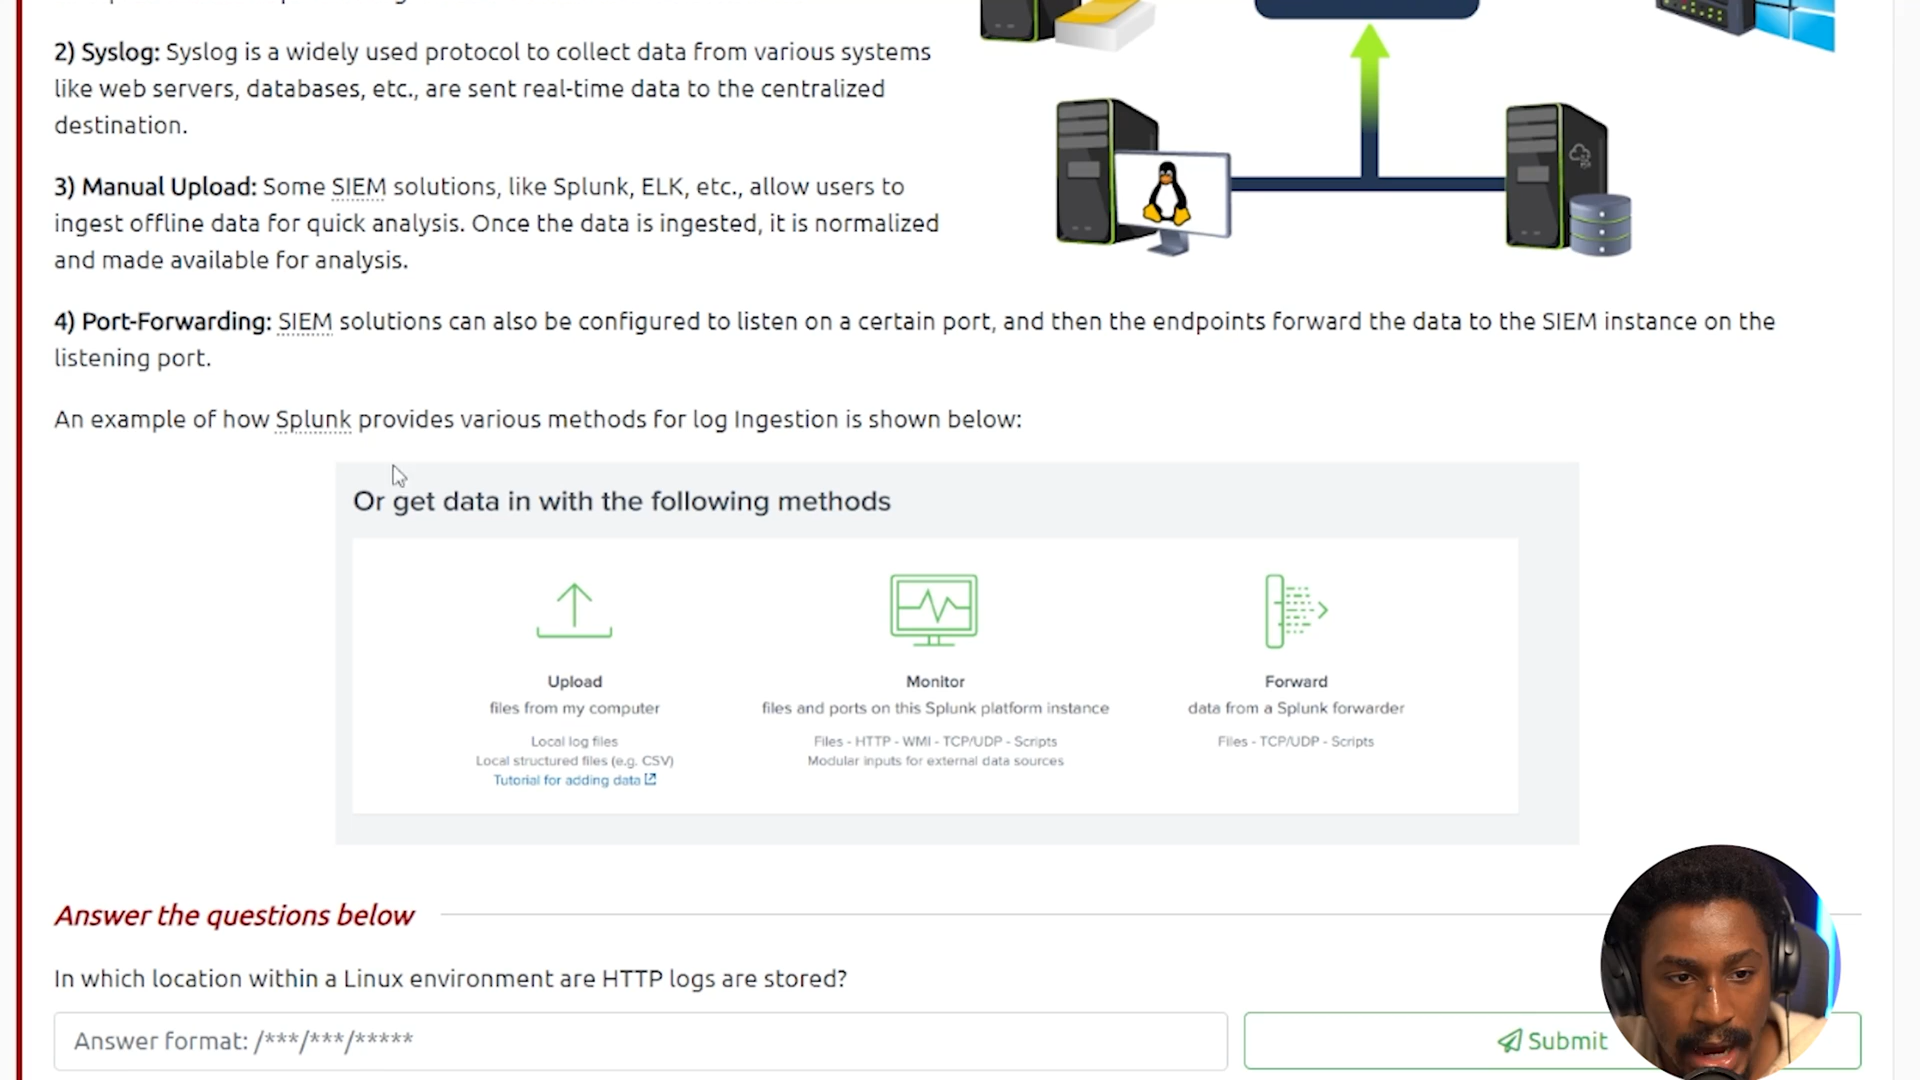 2) Syslog: Syslog is a widely used protocol to collect data from various systems
like web servers, databases, etc., are sent real-time data to the centralized
destination.
3) Manual Upload: Some SIEM solutions, like Splunk, ELK, etc., allow users to
ingest offline data for quick analysis. Once the data is ingested, it is normalized
and made available for analysis.
4) Port-Forwarding: SIEM solutions can also be configured to listen on a certain port, and then the endpoints forward the data to the SIEM instance on the
listening port.
An example of how Splunk provides various methods for log Ingestion is shown below:
Or get data in with the following methods
Upload
files from my computer
Local log files
Local structured files (e.g. CSV)
Tutorial for adding data
Monitor
files and ports on this Splunk platform instance
Files - HTTP - WMI - TCP/UDP - Scripts
Modular inputs for external data sources
Forward
data from a Splunk forwarder
Files - TCP/UDP - Scripts
Answer the questions below
In which location within a Linux environment are HTTP logs are stored?
Answer format: /***/***/*****
Submit